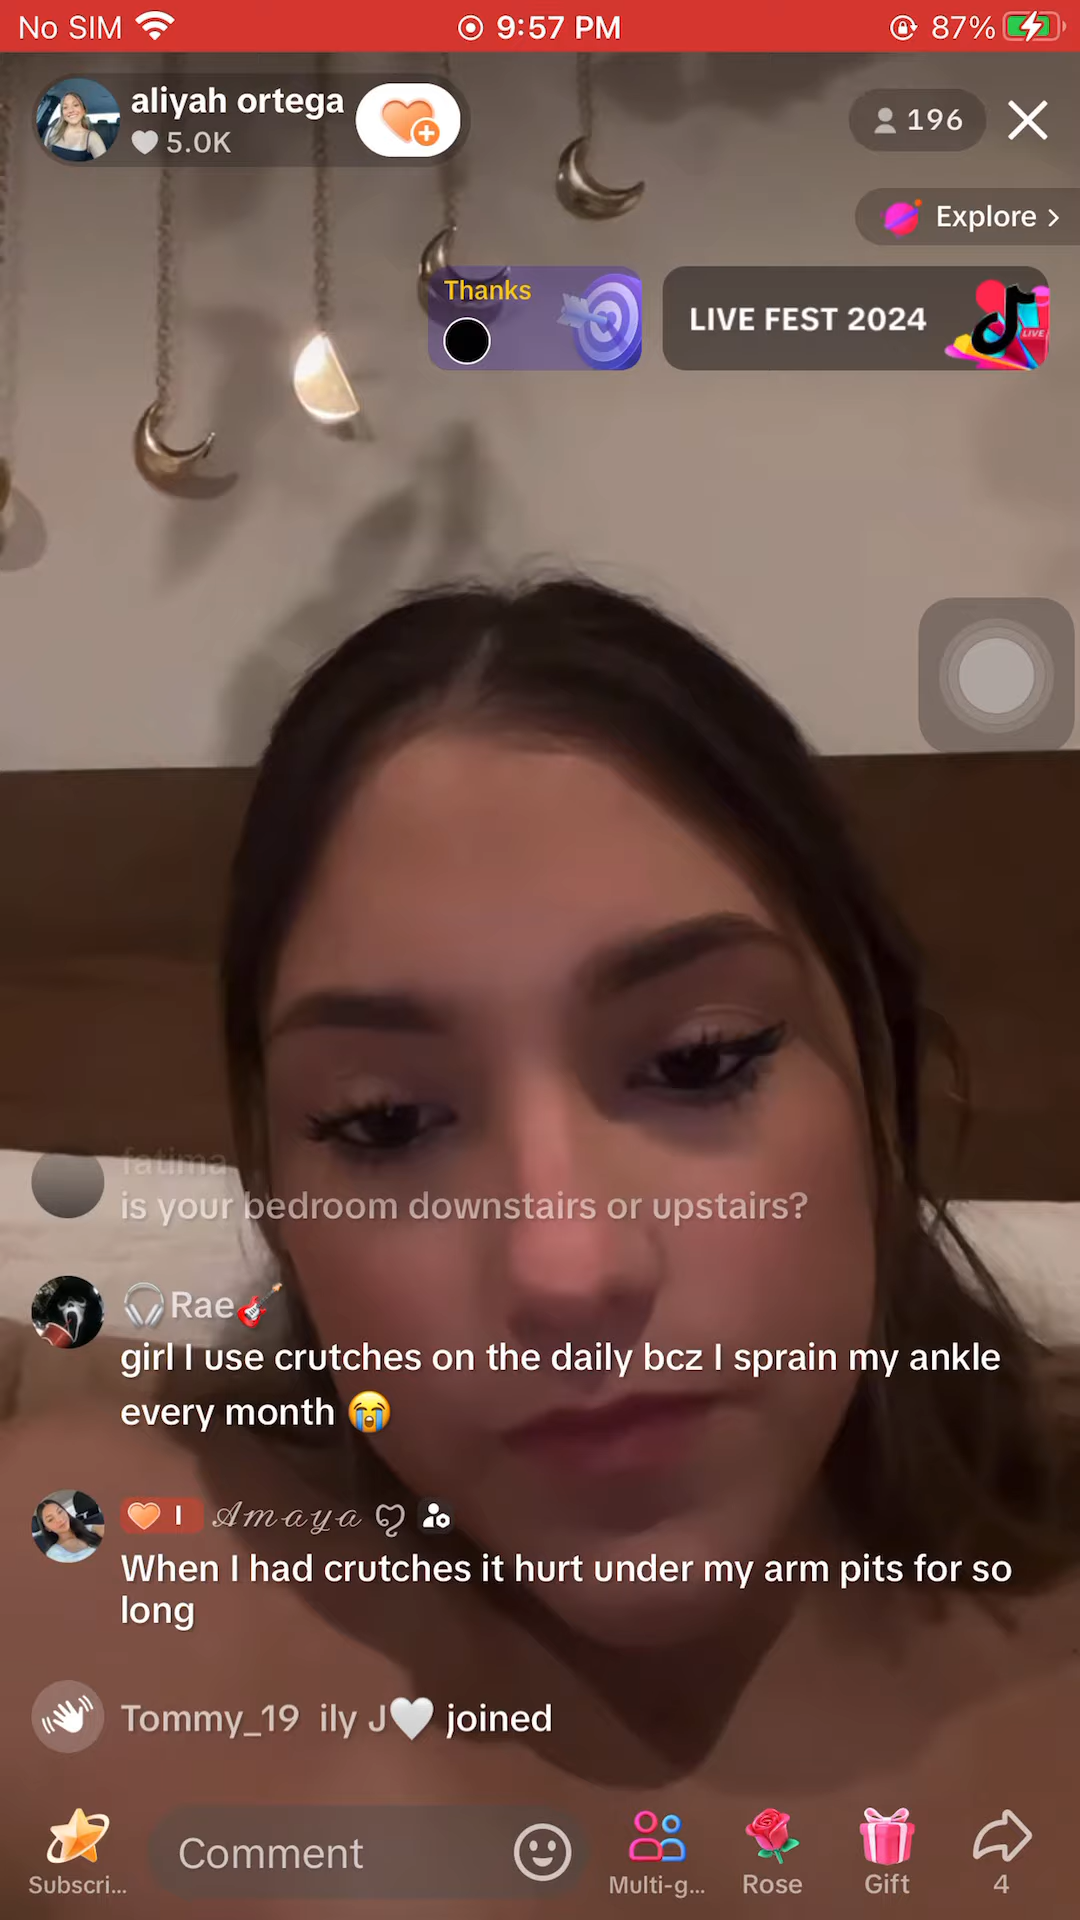 No SIM 9:57 PM 87%
aliyah ortega
5.0K
196
Explore >
Thanks
LIVE FEST 2024
LIVE
fatima
is your bedroom downstairs or upstairs?
🎧Rae🎸
girl I use crutches on the daily bcz I sprain my ankle
every month 😭
I 𝒜𝓂𝒶𝓎𝒶 ღ
When I had crutches it hurt under my arm pits for so
long
Tommy_19 ily J🤍 joined
Comment
Subscri... Multi-g... Rose Gift 4